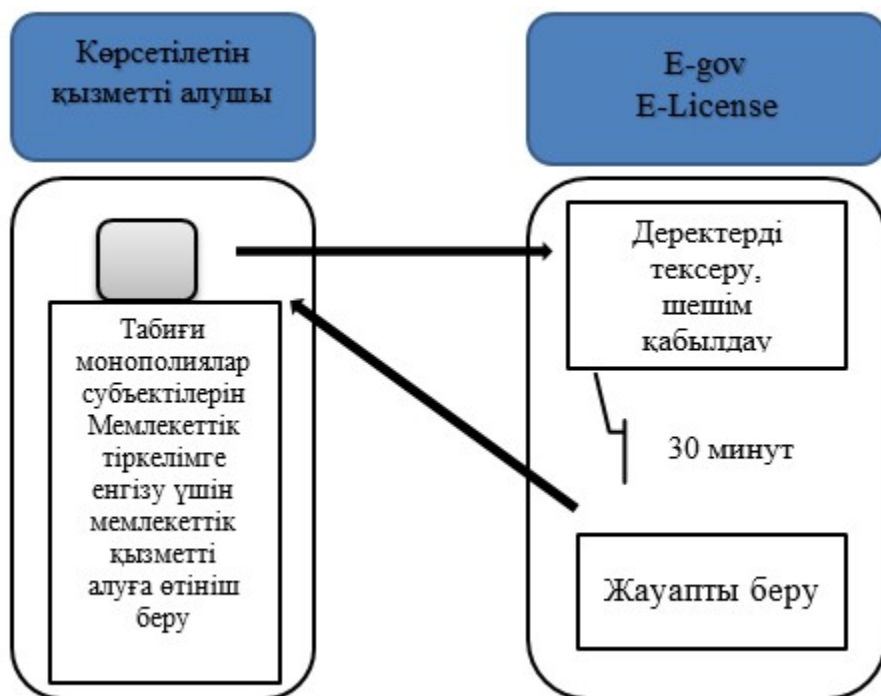 Көрсетілетін
қызметті алушы
E-gov
E-License
Табиғи
монополиялар
субъектілерін
Мемлекеттік
тіркелімге
енгізу үшін
мемлекеттік
қызметті
алуға өтініш
беру
Деректерді
тексеру,
шешім
қабылдау
30 минут
Жауапты беру